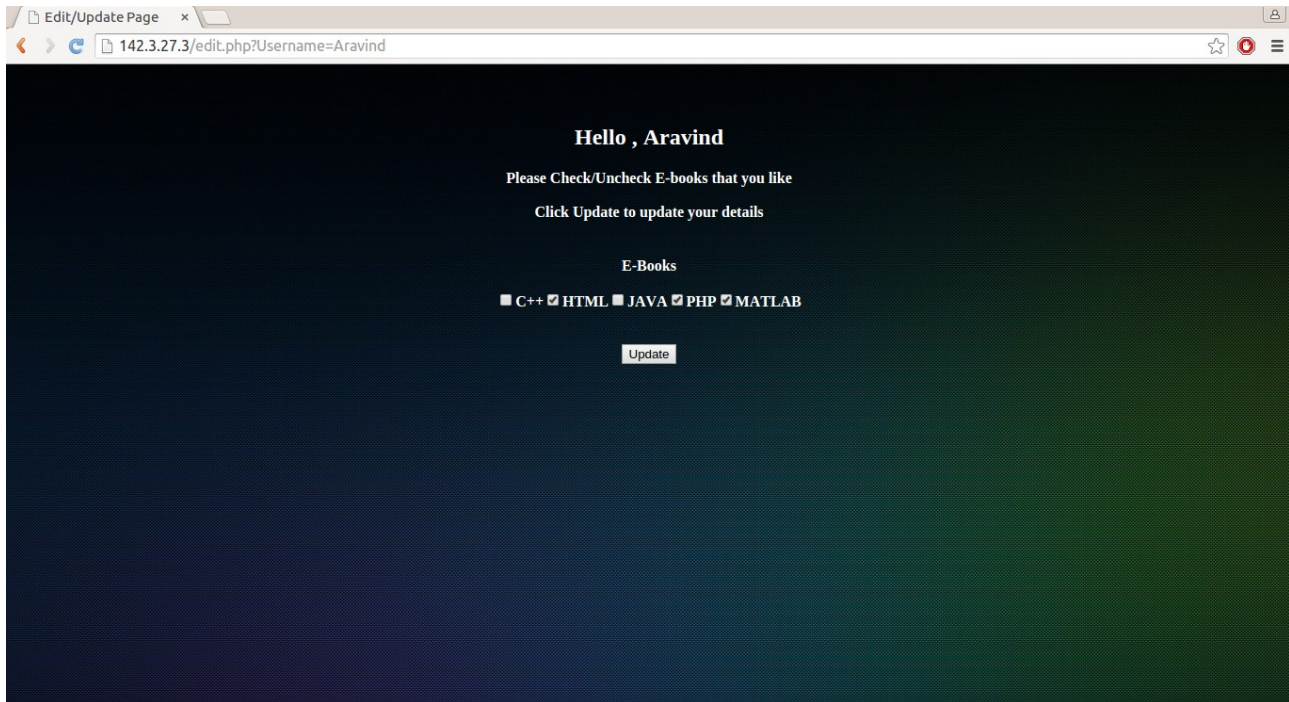 Edit/Update Page
142.3.27.3/edit.php?Username=Aravind
Hello , Aravind
Please Check/Uncheck E-books that you like
Click Update to update your details
E-Books
C++ HTML JAVA PHP MATLAB
Update